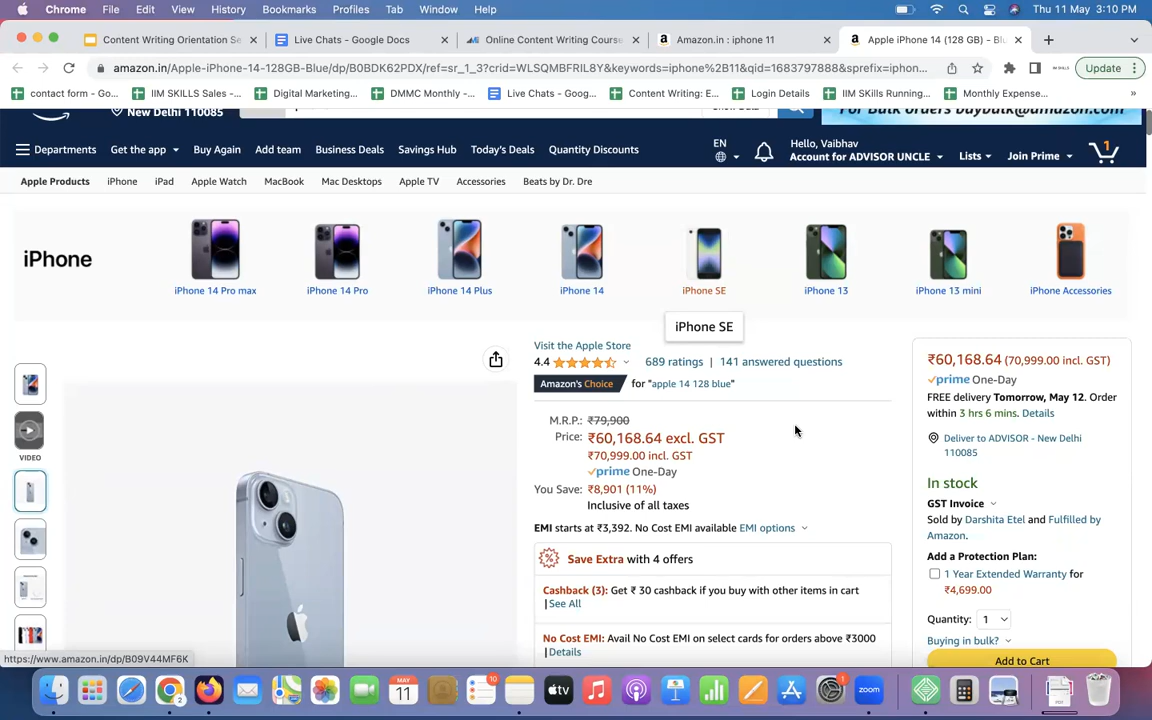 Chrome File Edit View History Bookmarks Profiles Tab Window Help Thu 11 May 3:10 PM
Content Writing Orientation Se Live Chats - Google Docs Online Content Writing Course Amazon.in : iphone 11 Apple iPhone 14 (128 GB) - Blu
amazon.in/Apple-iPhone-14-128GB-Blue/dp/B0BDK62PDX/ref=sr_1_3?crid=WLSQMBFRIL8Y&keywords=iphone%2B11&qid=1683797888&sprefix=iphon... Update
contact form - Go... IIM SKILLS Sales -... Digital Marketing... DMMC Monthly -... Live Chats - Goog... Content Writing: E... Login Details IIM SKills Running... Monthly Expense... »
New Delhi 110085 For Bulk orders buybulk@amazon.com
Departments Get the app Buy Again Add team Business Deals Savings Hub Today's Deals Quantity Discounts EN Hello, Vaibhav Account for ADVISOR UNCLE Lists Join Prime 1
Apple Products iPhone iPad Apple Watch MacBook Mac Desktops Apple TV Accessories Beats by Dr. Dre
iPhone
iPhone 14 Pro max iPhone 14 Pro iPhone 14 Plus iPhone 14 iPhone SE iPhone 13 iPhone 13 mini iPhone Accessories
iPhone SE
Visit the Apple Store
4.4 689 ratings | 141 answered questions
Amazon's Choice for "apple 14 128 blue"
M.R.P.: ₹79,900
Price: ₹60,168.64 excl. GST
₹70,999.00 incl. GST
prime One-Day
You Save: ₹8,901 (11%)
Inclusive of all taxes
EMI starts at ₹3,392. No Cost EMI available EMI options
Save Extra with 4 offers
Cashback (3): Get ₹ 30 cashback if you buy with other items in cart
| See All
No Cost EMI: Avail No Cost EMI on select cards for orders above ₹3000
| Details
VIDEO
₹60,168.64 (70,999.00 incl. GST)
prime One-Day
FREE delivery Tomorrow, May 12. Order
within 3 hrs 6 mins. Details
Deliver to ADVISOR - New Delhi
110085
In stock
GST Invoice
Sold by Darshita Etel and Fulfilled by
Amazon.
Add a Protection Plan:
1 Year Extended Warranty for
₹4,699.00
Quantity: 1
Buying in bulk?
Add to Cart
https://www.amazon.in/dp/B09V44MF6K
MAY
11
10
tv
zoom
1
zoom
2